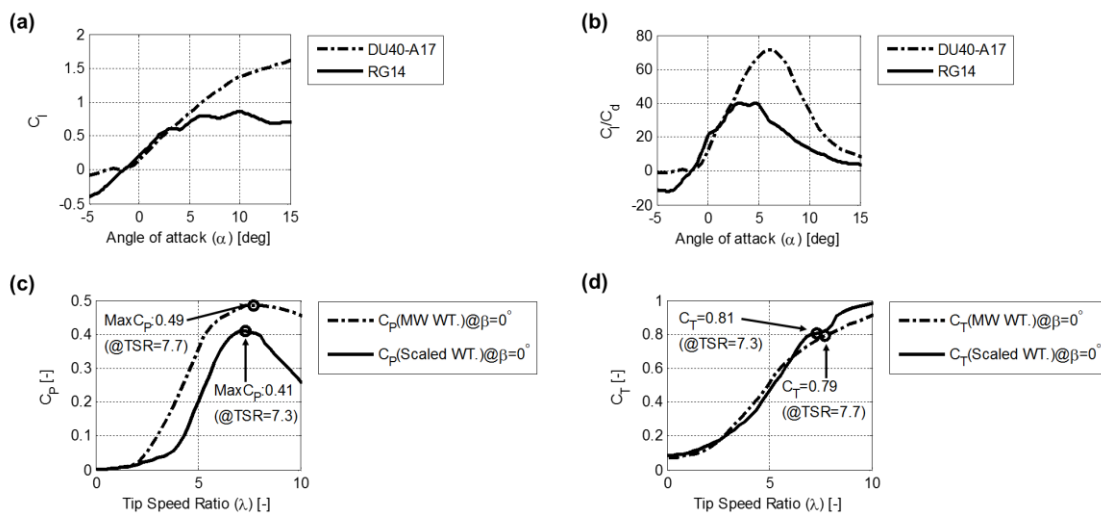 (a)
2
1.5
1
0.5
0
-0.5
-5
0
5
10
15
C_l
Angle of attack (α) [deg]
DU40-A17
RG14
(b)
80
60
40
20
0
-20
-5
0
5
10
15
C_l/C_d
Angle of attack (α) [deg]
DU40-A17
RG14
(c)
0.5
0.4
0.3
0.2
0.1
0
0
5
10
C_P [-]
Tip Speed Ratio (λ) [-]
MaxC_P:0.49
(@TSR=7.7)
MaxC_P:0.41
(@TSR=7.3)
C_P(MW WT.)@β=0°
C_P(Scaled WT.)@β=0°
(d)
1
0.8
0.6
0.4
0.2
0
0
5
10
C_T [-]
Tip Speed Ratio (λ) [-]
C_T=0.81
(@TSR=7.3)
C_T=0.79
(@TSR=7.7)
C_T(MW WT.)@β=0°
C_T(Scaled WT.)@β=0°